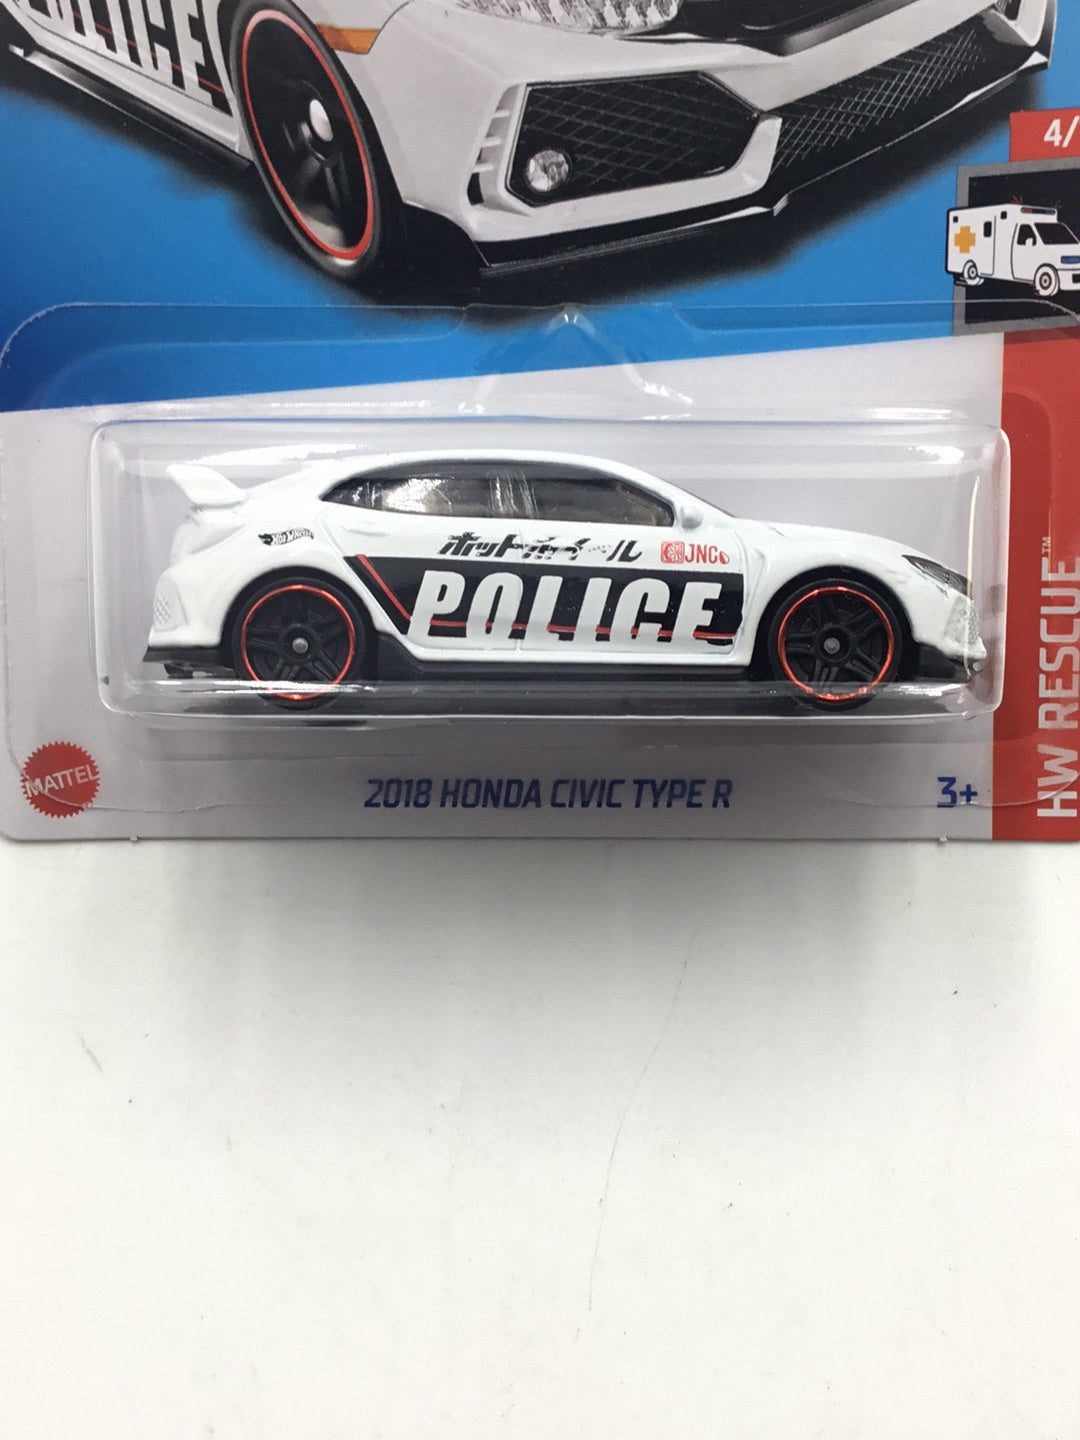 POLICE
4/
HOT WHEELS
ホットホイール
JNC
POLICE
MATTEL
2018 HONDA CIVIC TYPE R
3+
HW RESCUE™